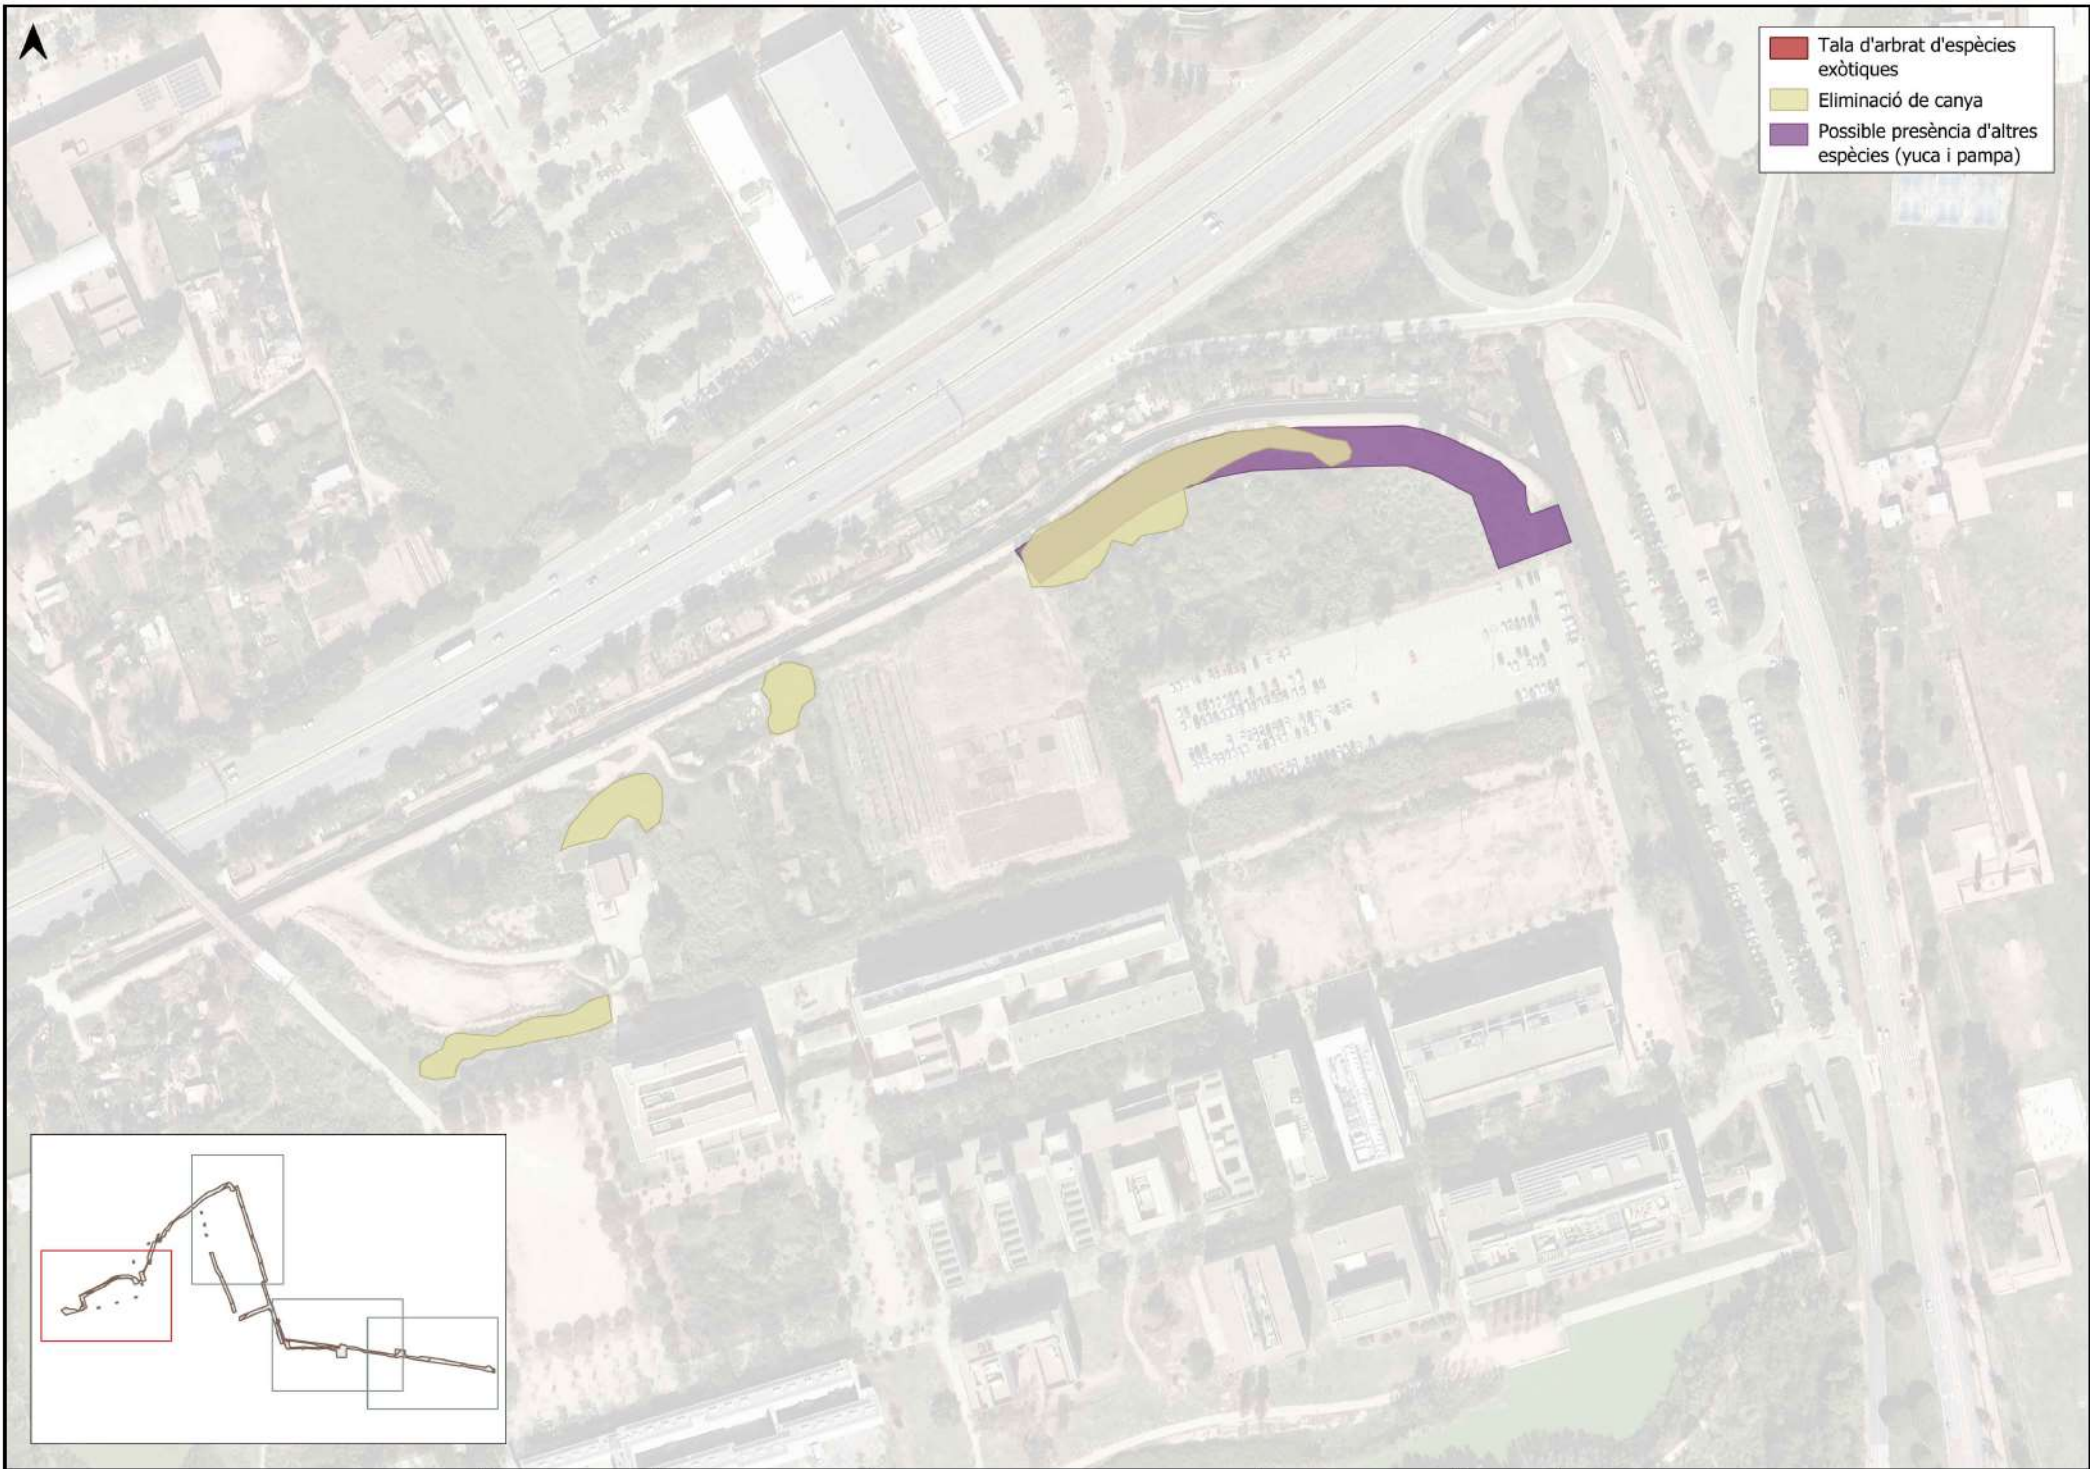 Tala d'arbrat d'espècies
exòtiques
Eliminació de canya
Possible presència d'altres
espècies (yuca i pampa)